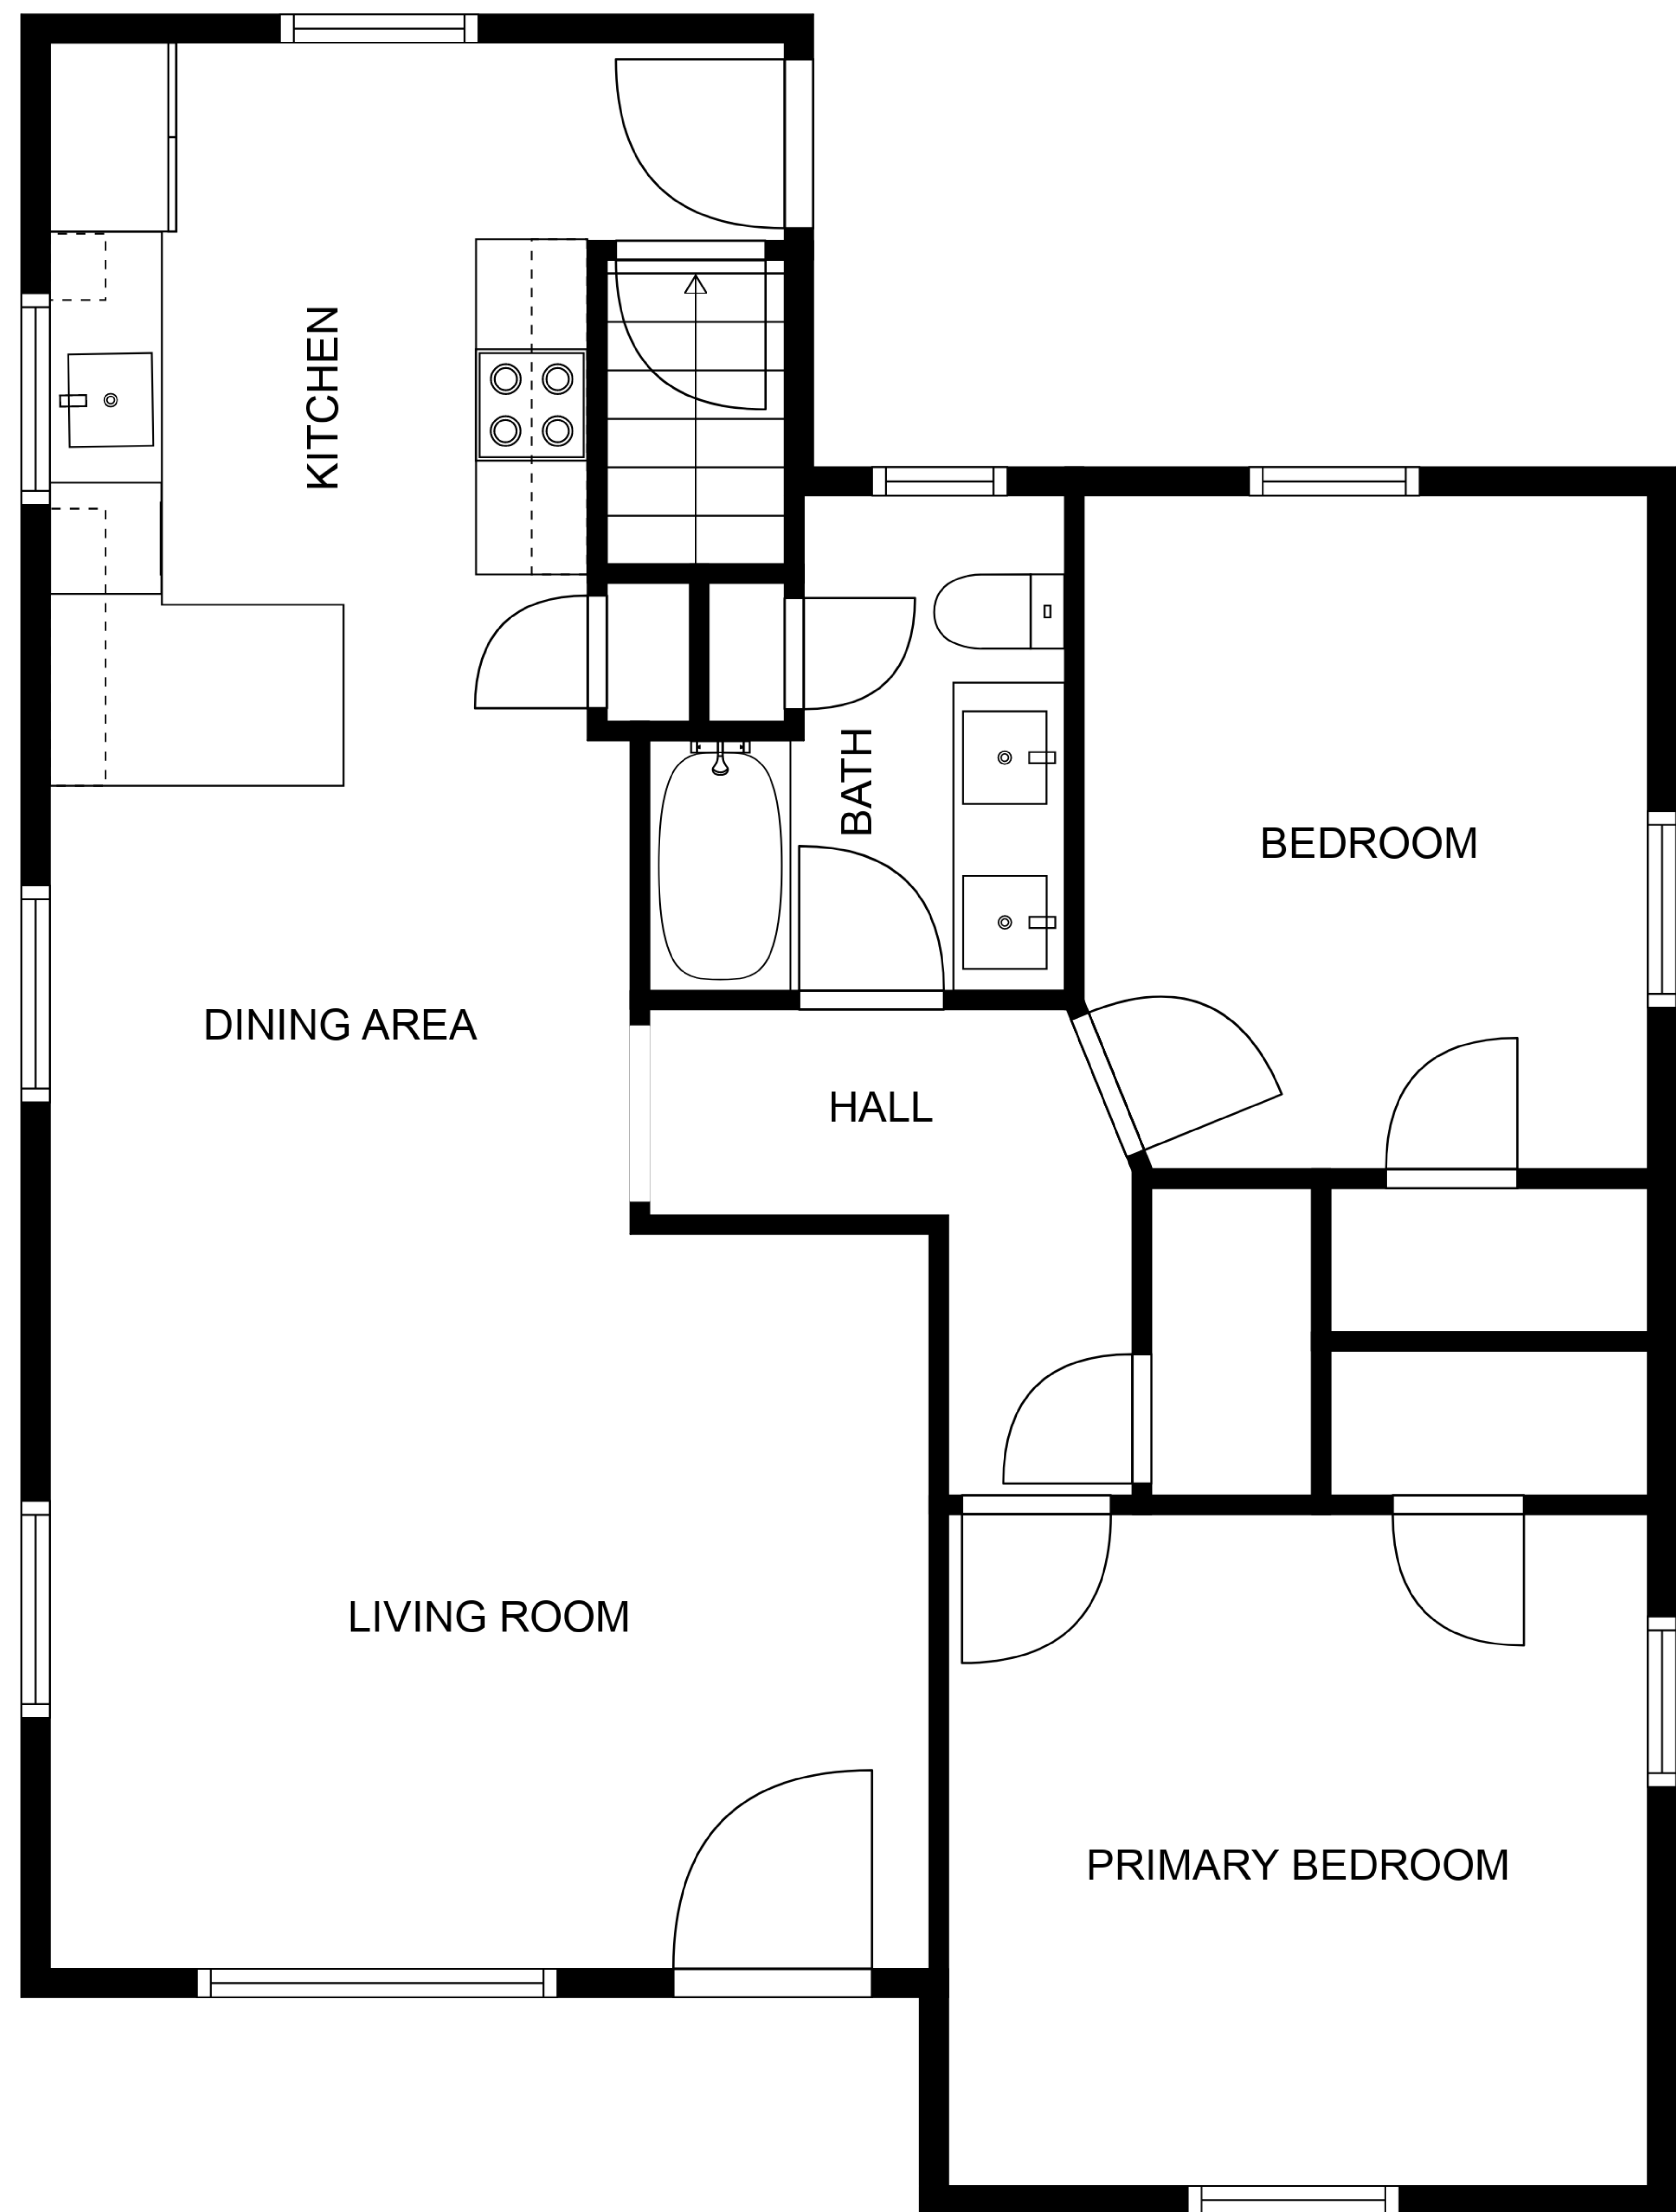 KITCHEN
BATH
BEDROOM
DINING AREA
HALL
LIVING ROOM
PRIMARY BEDROOM